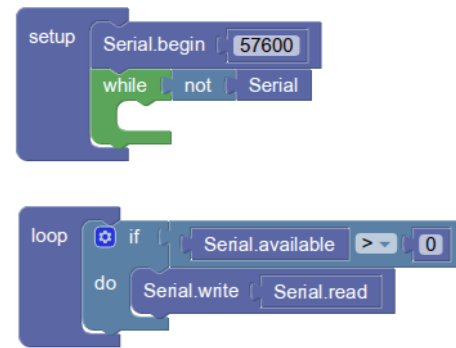 setup Serial.begin 57600
while not Serial
loop if Serial.available > 0
do Serial.write Serial.read